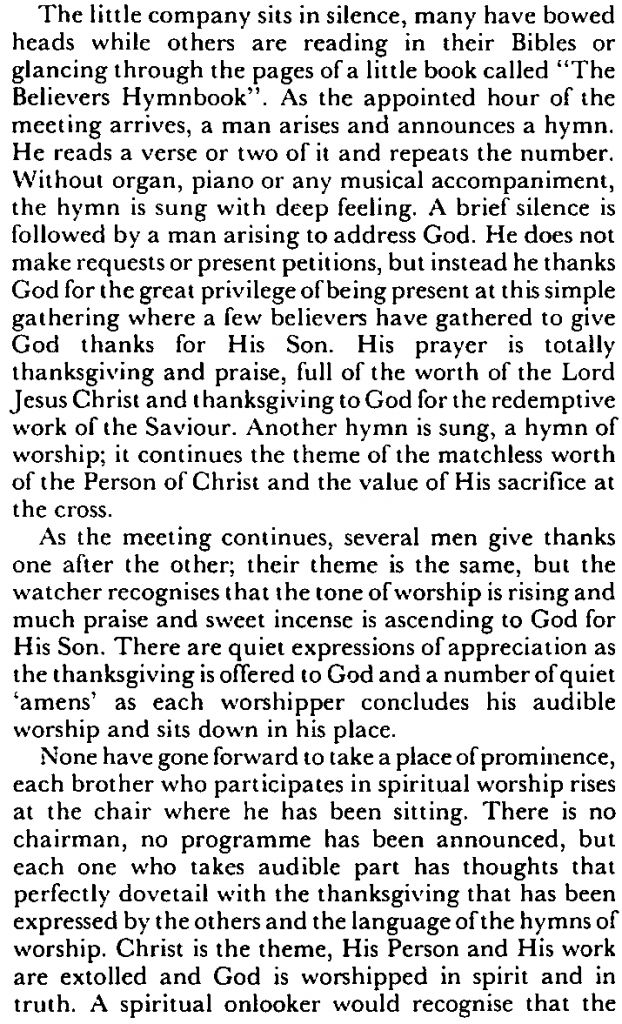 The little company sits in silence, many have bowed
heads while others are reading in their Bibles or
glancing through the pages of a little book called “The
Believers Hymnbook”. As the appointed hour of the
meeting arrives, a man arises and announces a hymn.
He reads a verse or two of it and repeats the number.
Without organ, piano or any musical accompaniment,
the hymn is sung with deep feeling. A brief silence is
followed by a man arising to address God. He does not
make requests or present petitions, but instead he thanks
God for the great privilege of being present at this simple
gathering where a few believers have gathered to give
God thanks for His Son. His prayer is totally
thanksgiving and praise, full of the worth of the Lord
Jesus Christ and thanksgiving to God for the redemptive
work of the Saviour. Another hymn is sung, a hymn of
worship; it continues the theme of the matchless worth
of the Person of Christ and the value of His sacrifice at
the cross.
As the meeting continues, several men give thanks
one after the other; their theme is the same, but the
watcher recognises that the tone of worship is rising and
much praise and sweet incense is ascending to God for
His Son. There are quiet expressions of appreciation as
the thanksgiving is offered to God and a number of quiet
‘amens’ as each worshipper concludes his audible
worship and sits down in his place.
None have gone forward to take a place of prominence,
each brother who participates in spiritual worship rises
at the chair where he has been sitting. There is no
chairman, no programme has been announced, but
each one who takes audible part has thoughts that
perfectly dovetail with the thanksgiving that has been
expressed by the others and the language of the hymns of
worship. Christ is the theme, His Person and His work
are extolled and God is worshipped in spirit and in
truth. A spiritual onlooker would recognise that the